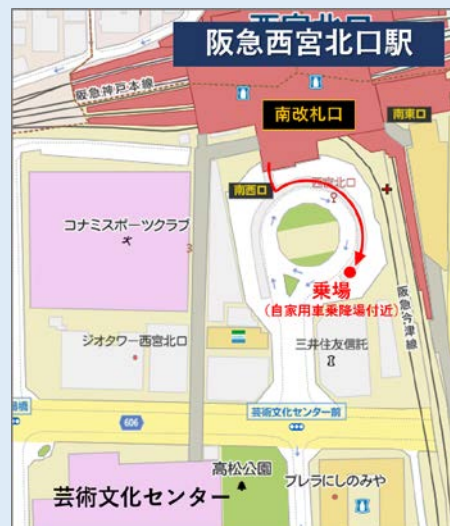 西宮北口
阪急西宮北口駅
阪急神戸本線
南改札口
南東口
南西口
西宮北口
コナミスポーツクラブ
乗場
(自家用車乗降場付近)
阪急今津線
ジオタワー西宮北口
三井住友信託
芸術文化センター前
606
高松公園
芸術文化センター
プレラにしのみや